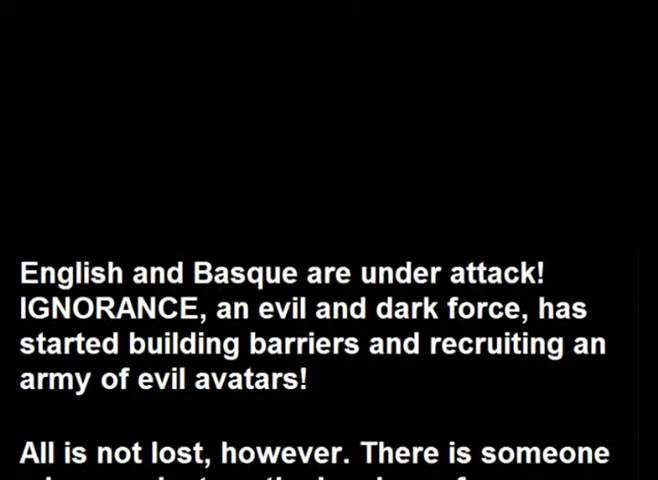 English and Basque are under attack!
IGNORANCE, an evil and dark force, has
started building barriers and recruiting an
army of evil avatars!
All is not lost, however. There is someone